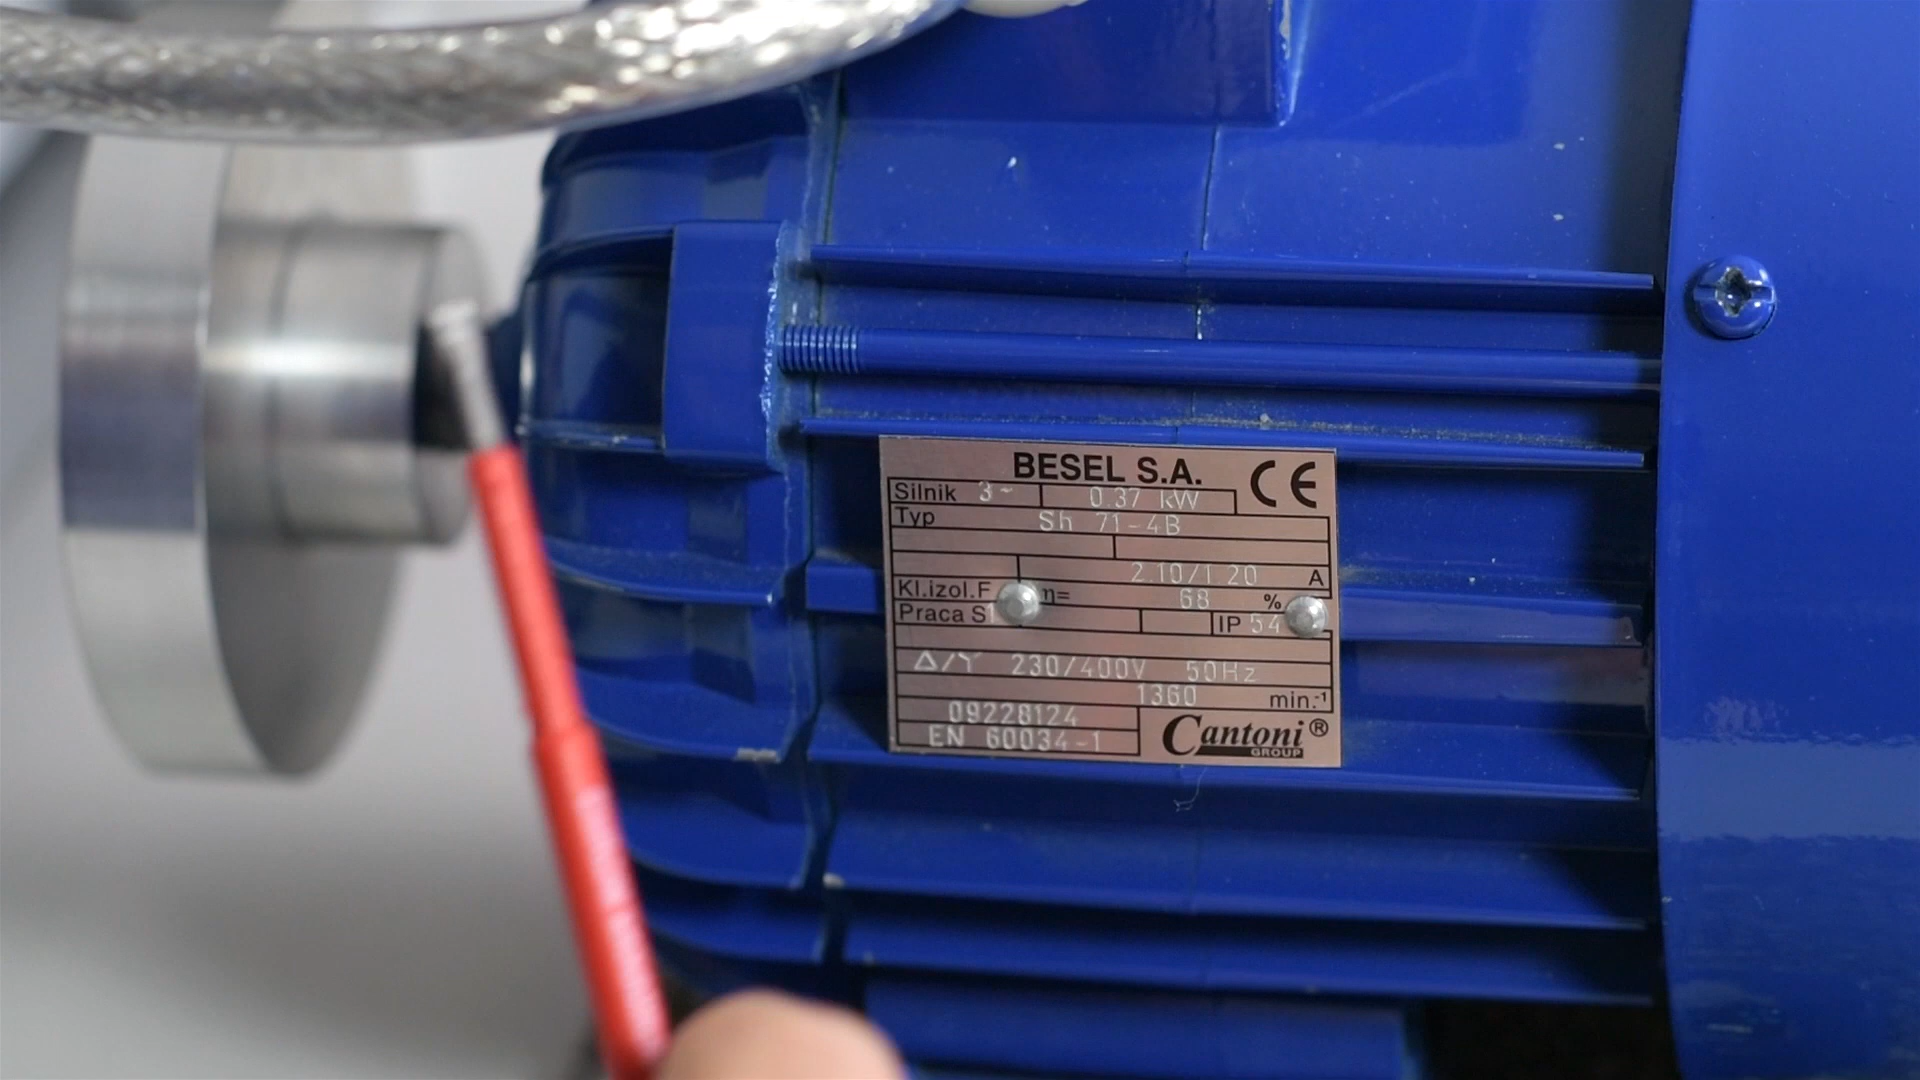 BESEL S.A.
CE
Silnik 3~ 0.37 kW
Typ Sh 71-4B
2.10/1.20 A
Kl.izol.F η= 68 %
Praca S1 IP 54
Δ/Y 230/400V 50Hz
1360 min.⁻¹
09228124
EN 60034-1
Cantoni®
GROUP